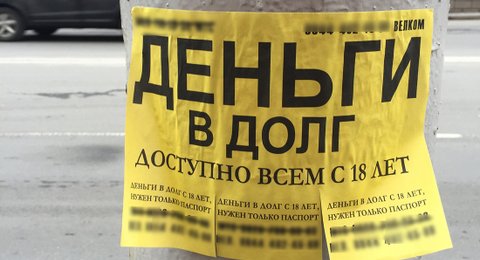 ВЕЛКОМ
ДЕНЬГИ
В ДОЛГ
ДОСТУПНО ВСЕМ С 18 ЛЕТ
ДЕНЬГИ В ДОЛГ С 18 ЛЕТ,
НУЖЕН ТОЛЬКО ПАСПОРТ
ДЕНЬГИ В ДОЛГ С 18 ЛЕТ,
НУЖЕН ТОЛЬКО ПАСПОРТ
ДЕНЬГИ В ДОЛГ С 18 ЛЕТ,
НУЖЕН ТОЛЬКО ПАСПОРТ